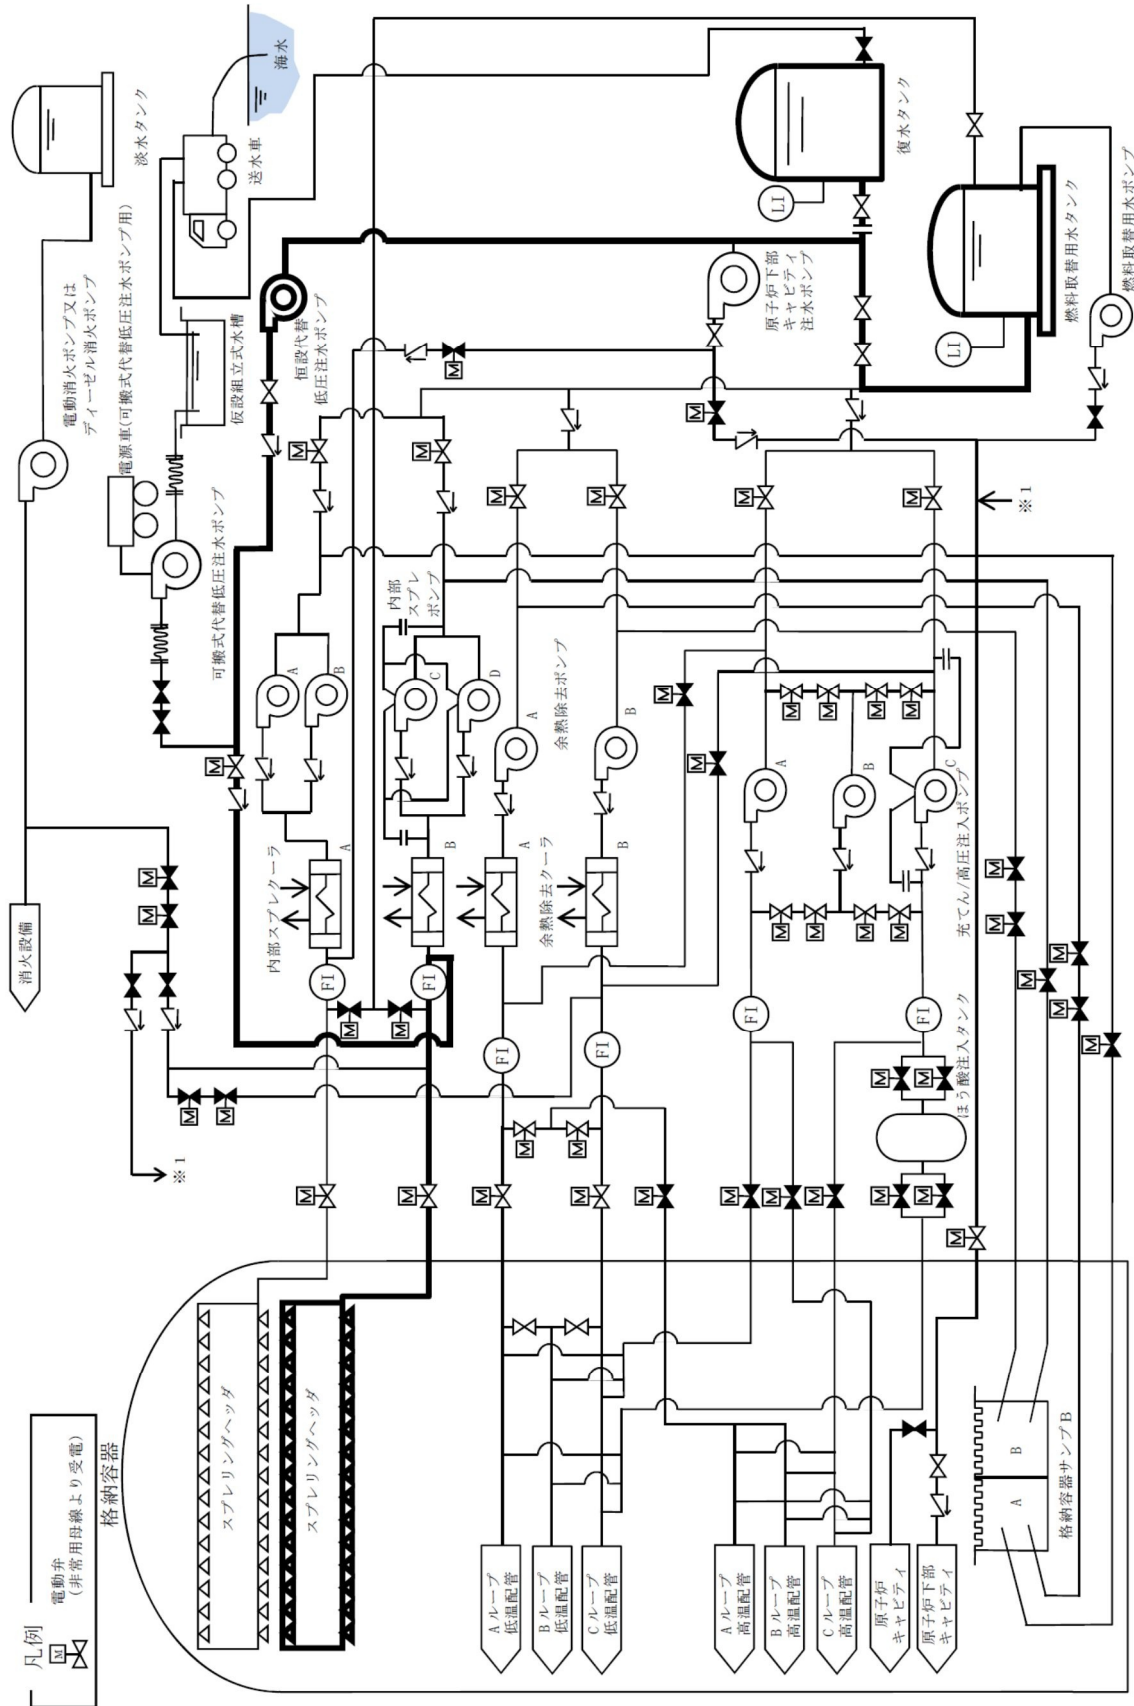 凡例
M
電動弁
(非常用母線より受電)
格納容器
スプレリングヘッダ
スプレリングヘッダ
消火設備
電動消火ポンプ又は
ディーゼル消火ポンプ
淡水タンク
電源車(可搬式代替低圧注水ポンプ用)
可搬式代替低圧注水ポンプ
仮設組立式水槽
送水車
海水
恒設代替
低圧注水ポンプ
※1
M
M
M
M
M
M
M
M
内部スプレクーラ
A
B
FI
FI
M
M
M
M
A
B
C
D
内部
スプレ
ポンプ
余熱除去クーラ
A
B
FI
FI
M
M
M
M
M
余熱除去ポンプ
A
B
M
M
M
M
原子炉下部
キャビティ
注水ポンプ
M
復水タンク
LI
燃料取替用水タンク
LI
燃料取替用水ポンプ
※1
充てん/高圧注入ポンプ
A
B
C
M
M
M
M
M
M
M
M
M
M
FI
FI
ほう酸注入タンク
M
M
M
M
M
M
M
M
M
M
M
M
M
M
Aループ
低温配管
Bループ
低温配管
Cループ
低温配管
Aループ
高温配管
Bループ
高温配管
Cループ
高温配管
原子炉
キャビティ
原子炉下部
キャビティ
A
B
格納容器サンプB